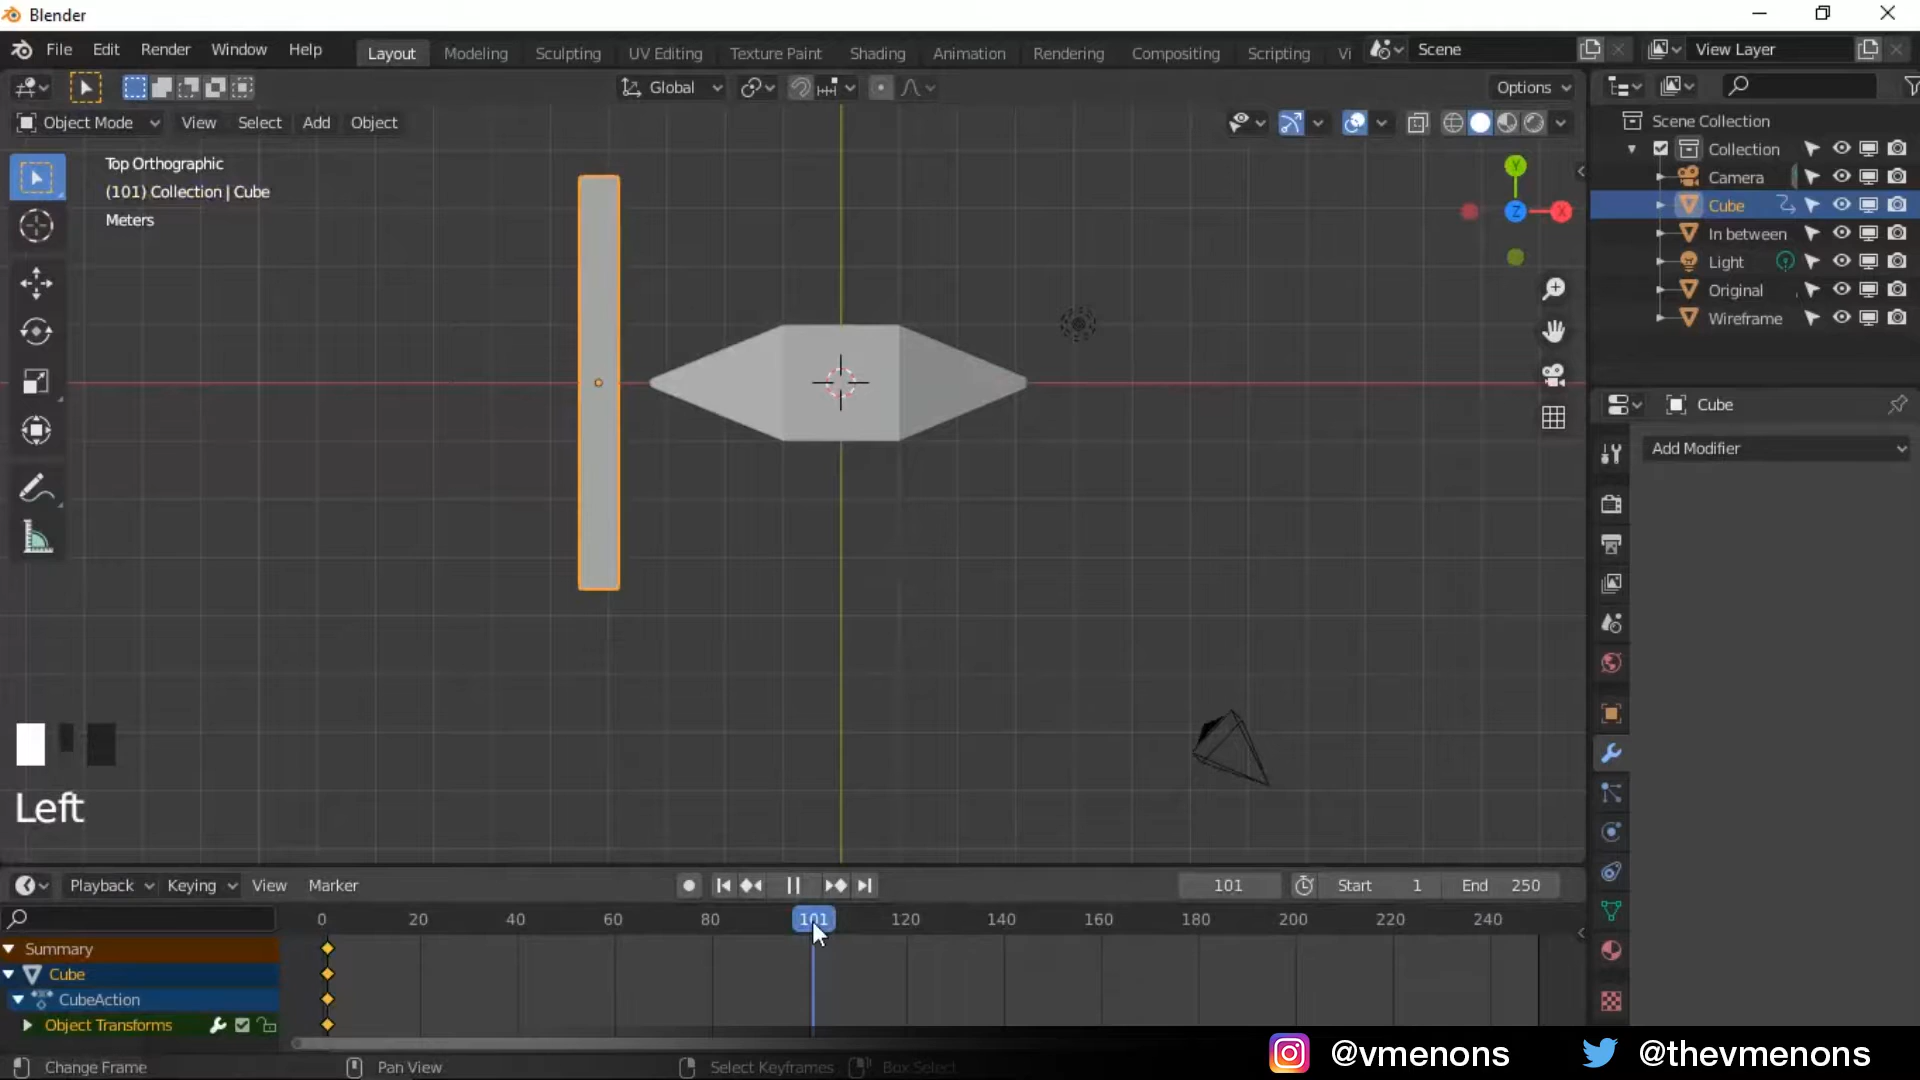 Blender
File Edit Render Window Help Layout Modeling Sculpting UV Editing Texture Paint Shading Animation Rendering Compositing Scripting Vi Scene View Layer
Global Options
Object Mode View Select Add Object
Top Orthographic
(101) Collection | Cube
Meters
Y
Z
X
Scene Collection
Collection
Camera
Cube
In between
Light
Original
Wireframe
Cube
Add Modifier
Left
Playback Keying View Marker 101 Start 1 End 250
0 20 40 60 80 101 120 140 160 180 200 220 240
Summary
Cube
CubeAction
Object Transforms
@vmenons @thevmenons
Change Frame Pan View Select Keyframes Box Select